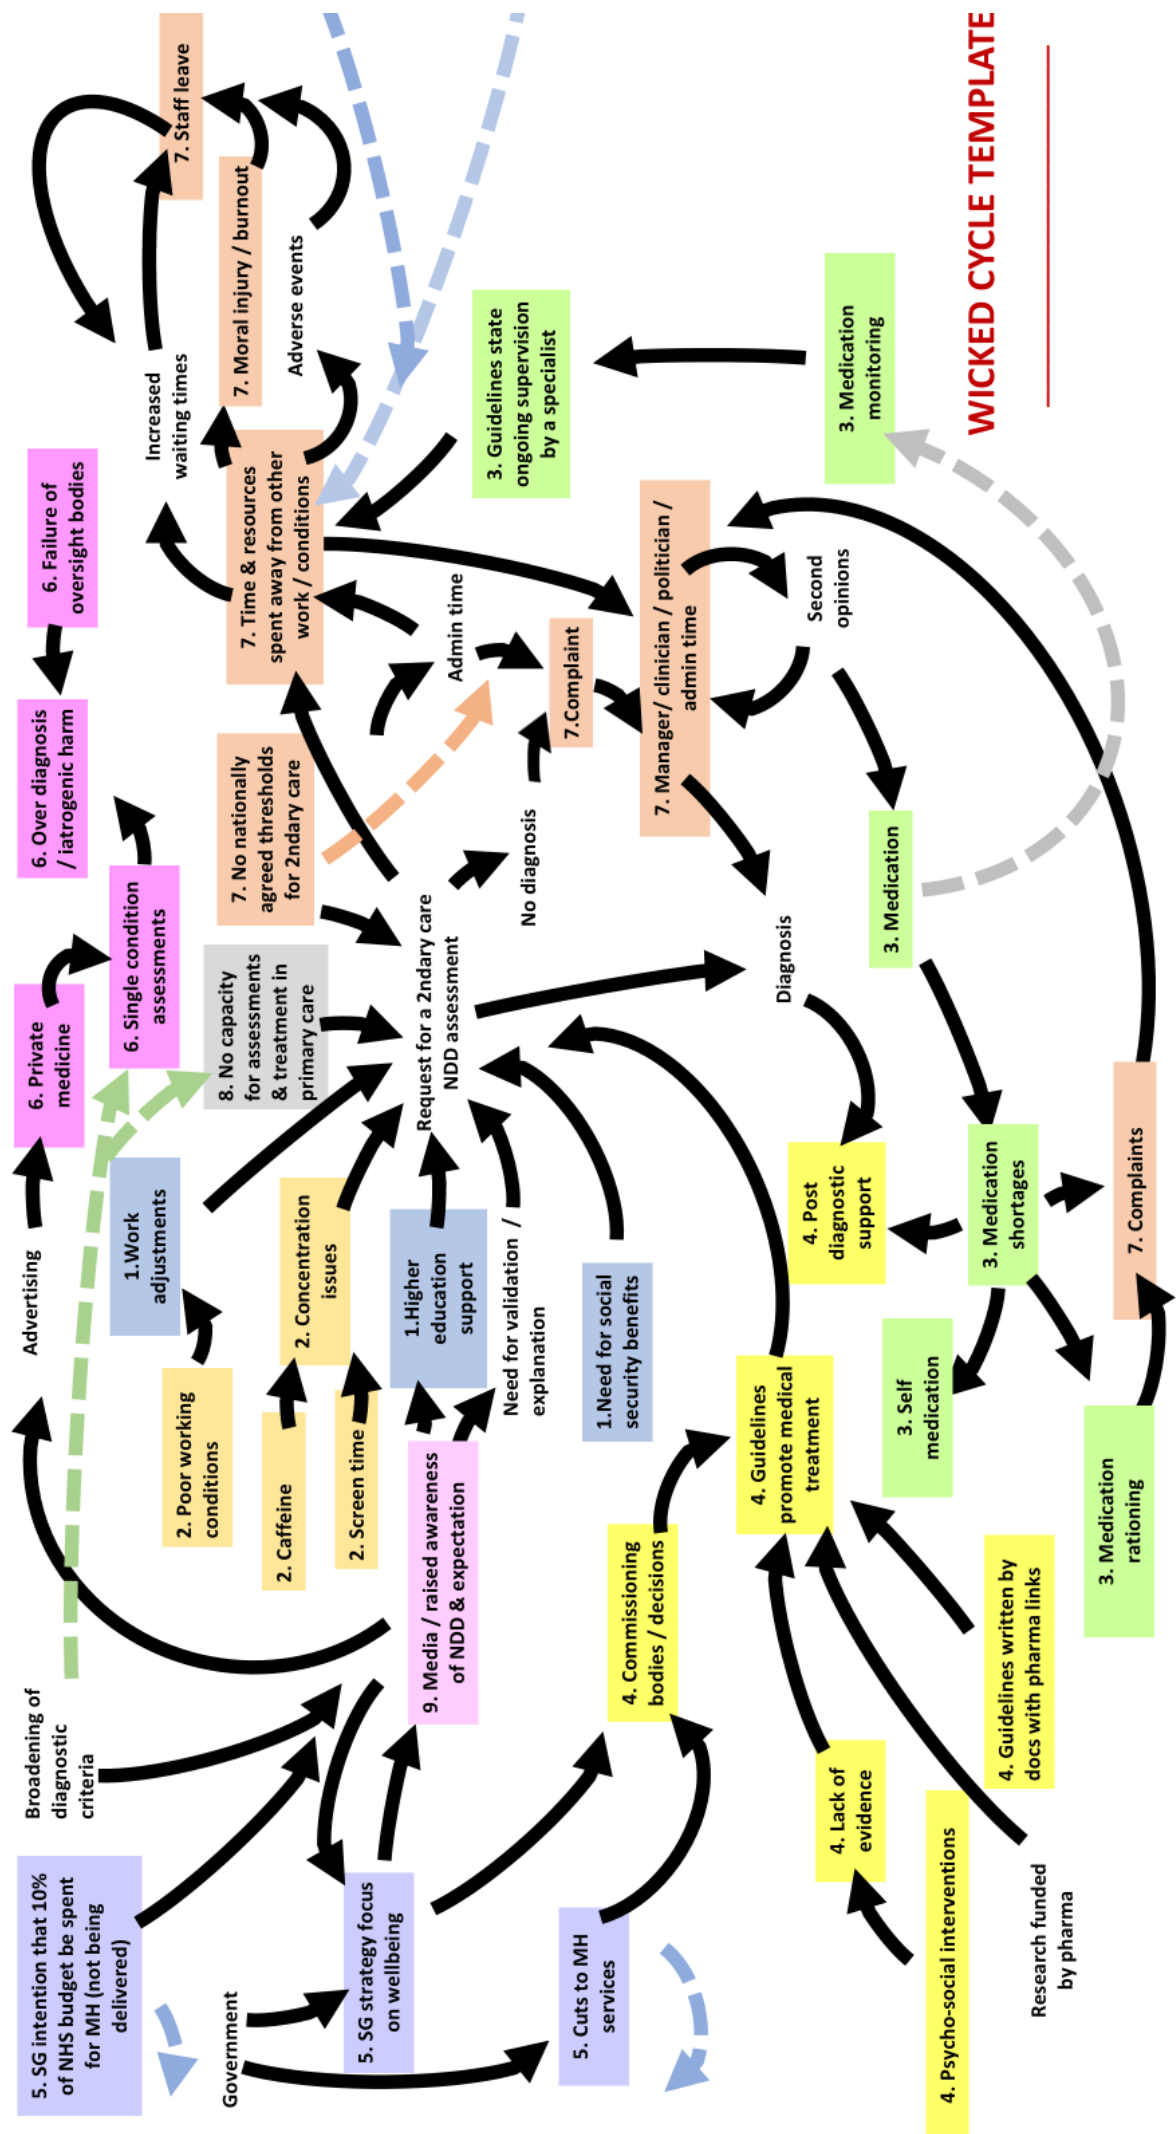 WICKED CYCLE TEMPLATE
5. SG intention that 10%
of NHS budget be spent
for MH (not being
delivered)
Broadening of
diagnostic
criteria
Advertising
6. Private
medicine
6. Over diagnosis
/ iatrogenic harm
6. Failure of
oversight bodies
Increased
waiting times
7. Staff leave
6. Single condition
assessments
1.Work
adjustments
2. Poor working
conditions
Government
5. SG strategy focus
on wellbeing
2. Caffeine
2. Screen time
2. Concentration
issues
8. No capacity
for assessments
& treatment in
primary care
7. No nationally
agreed thresholds
for 2ndary care
7. Time & resources
spent away from other
work / conditions
7. Moral injury / burnout
Adverse events
9. Media / raised awareness
of NDD & expectation
1.Higher
education
support
Request for a 2ndary care
NDD assessment
Admin time
3. Guidelines state
ongoing supervision
by a specialist
Need for validation /
explanation
No diagnosis
7.Complaint
5. Cuts to MH
services
4. Commissioning
bodies / decisions
1.Need for social
security benefits
7. Manager/ clinician / politician /
admin time
4. Guidelines
promote medical
treatment
4. Post
diagnostic
support
Diagnosis
Second
opinions
3. Medication
monitoring
4. Lack of
evidence
3. Self
medication
3. Medication
4. Psycho-social interventions
4. Guidelines written by
docs with pharma links
3. Medication
shortages
Research funded
by pharma
3. Medication
rationing
7. Complaints